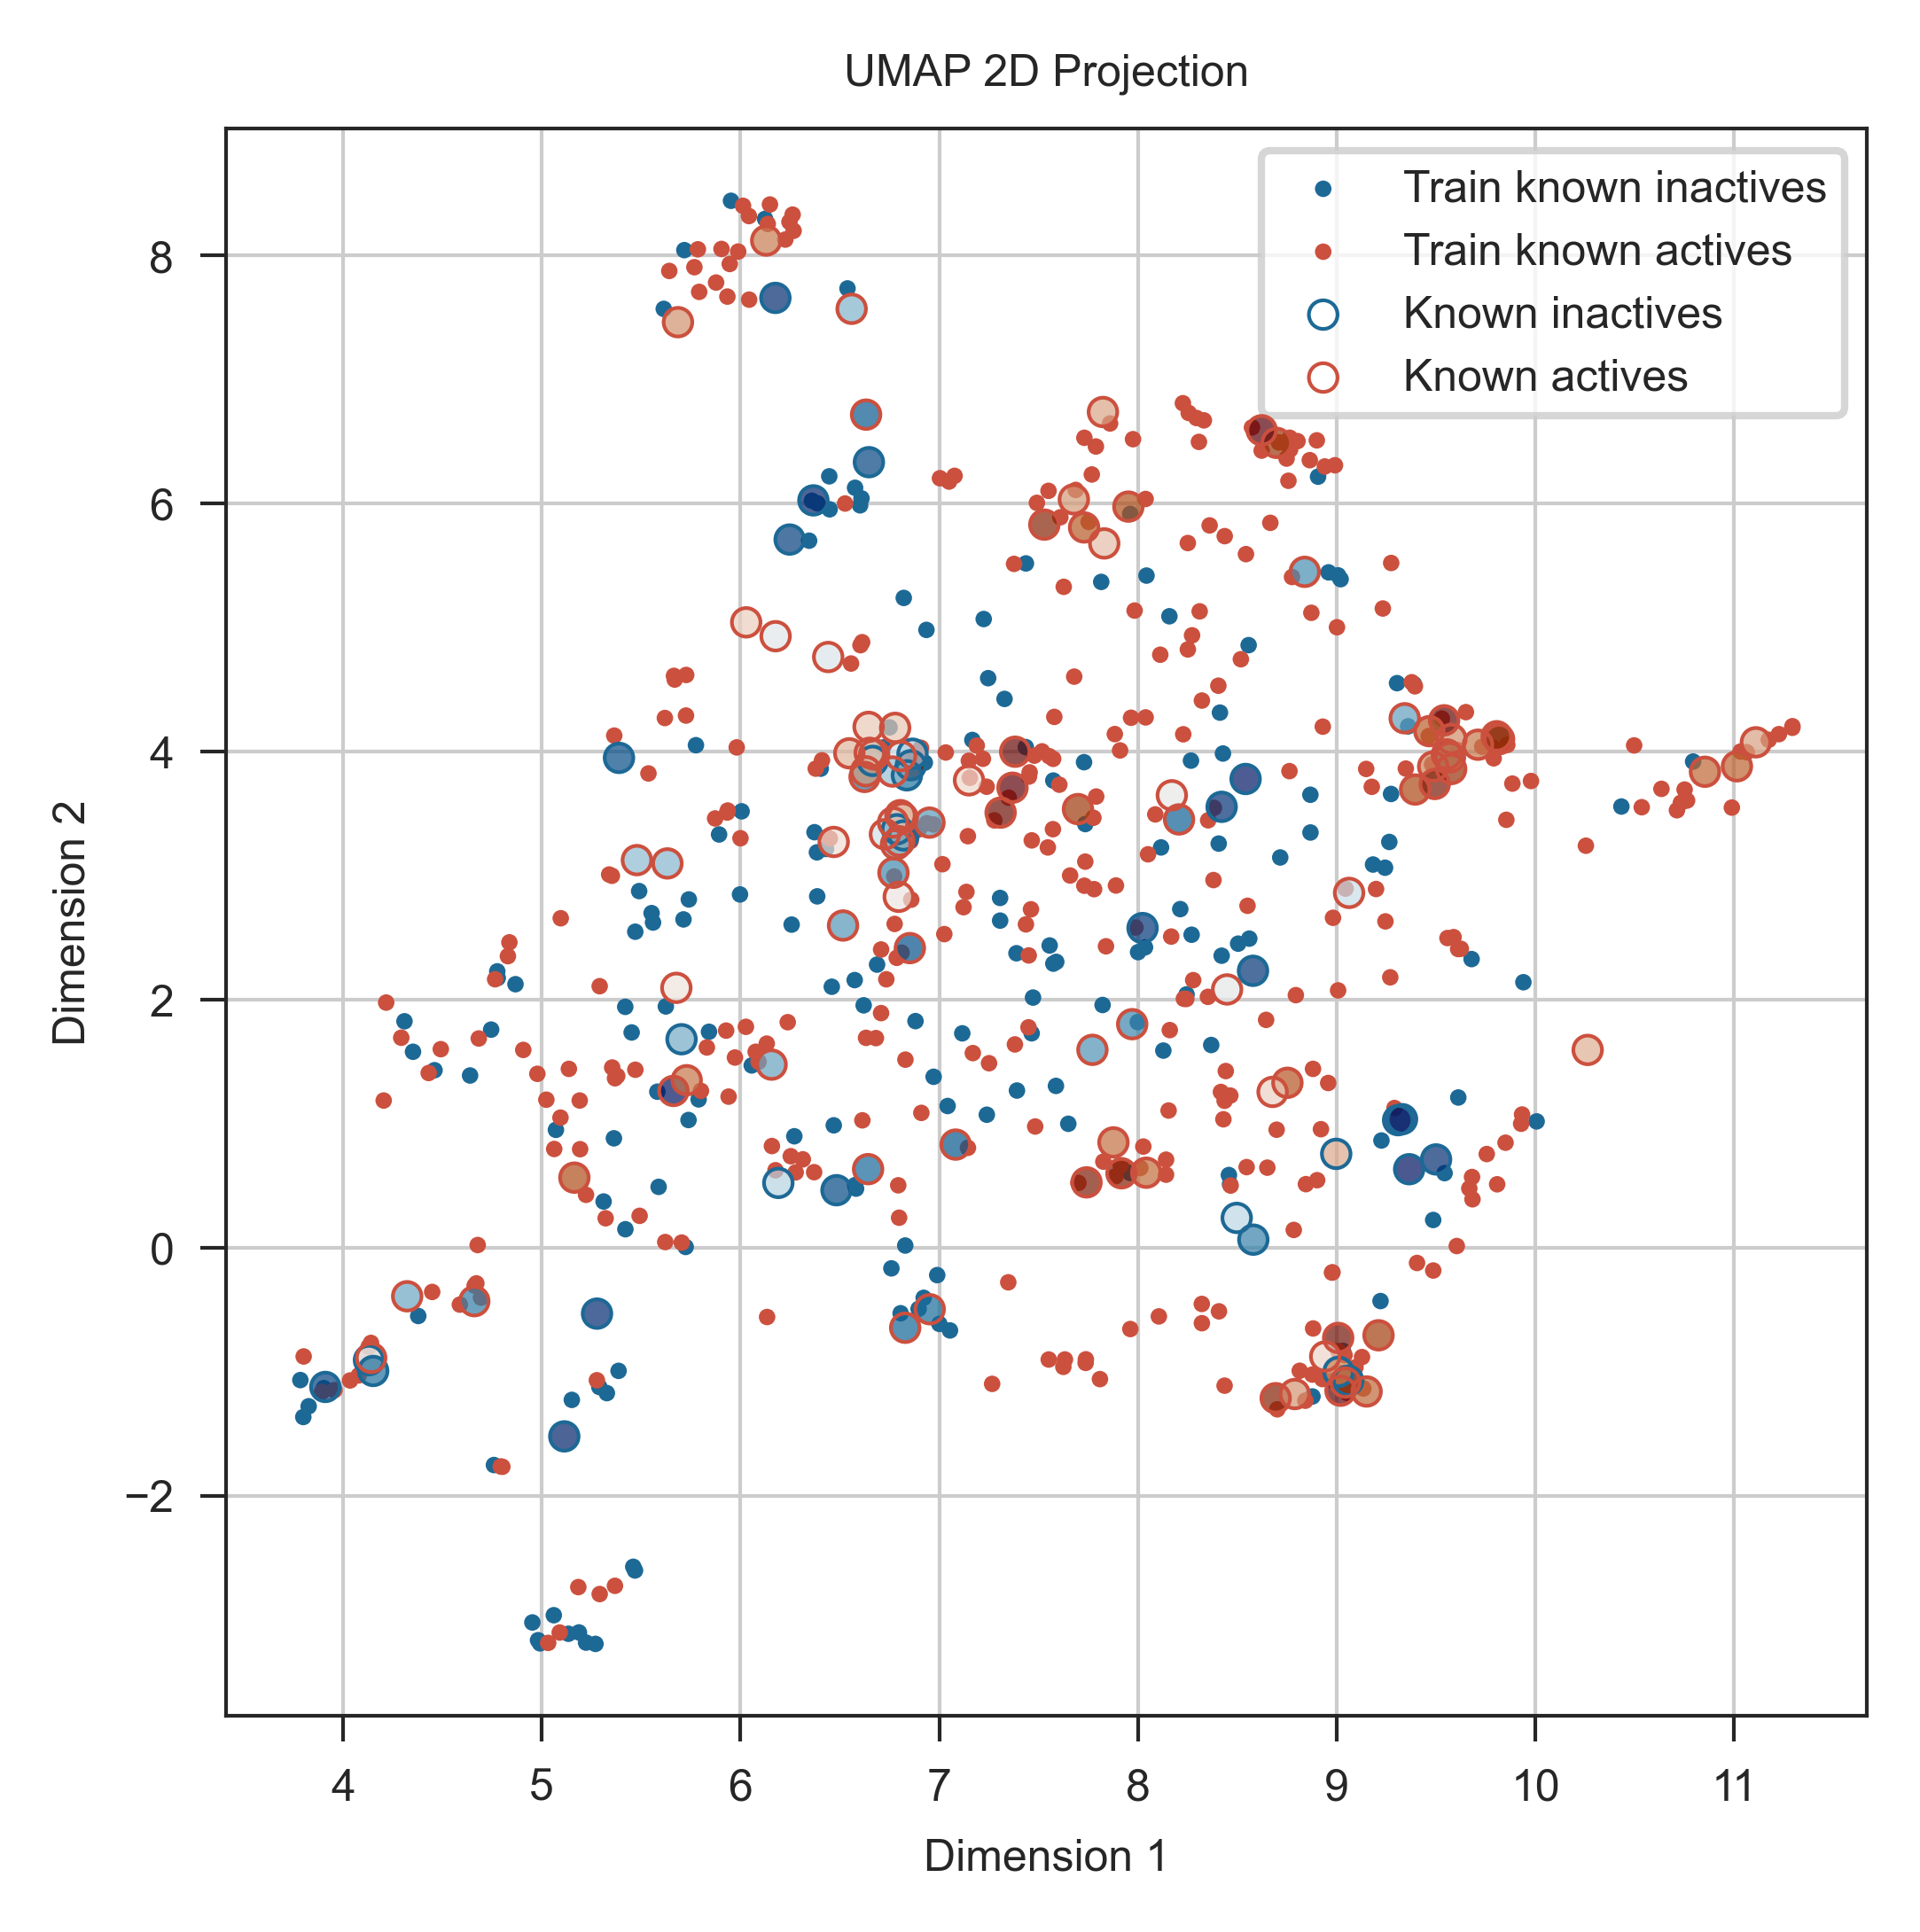 UMAP 2D Projection
Train known inactives
Train known actives
Known inactives
Known actives
8
6
4
2
0
−2
Dimension 2
4 5 6 7 8 9 10 11
Dimension 1